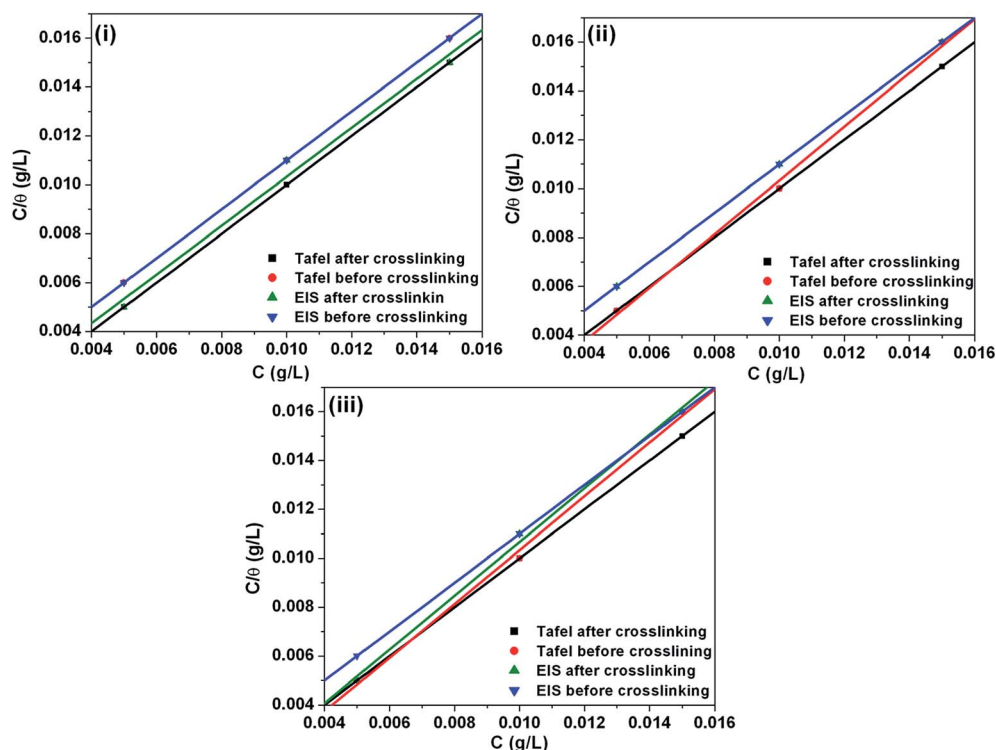 (i)
0.016
0.014
0.012
0.010
0.008
0.006
0.004
C/θ (g/L)
Tafel after crosslinking
Tafel before crosslinking
EIS after crosslinkin
EIS before crosslinking
0.004 0.006 0.008 0.010 0.012 0.014 0.016
C (g/L)
(ii)
0.016
0.014
0.012
0.010
0.008
0.006
0.004
C/θ (g/L)
Tafel after crosslinking
Tafel before crosslinking
EIS after crosslinking
EIS before crosslinking
0.004 0.006 0.008 0.010 0.012 0.014 0.016
C (g/L)
(iii)
0.016
0.014
0.012
0.010
0.008
0.006
0.004
C/θ (g/L)
Tafel after crosslinking
Tafel before crosslining
EIS after crosslinking
EIS before crosslinking
0.004 0.006 0.008 0.010 0.012 0.014 0.016
C (g/L)